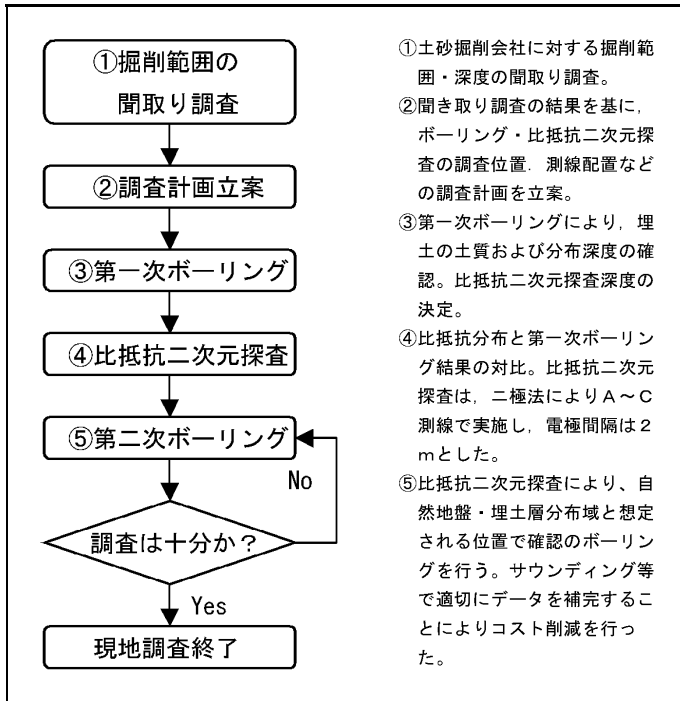 ①掘削範囲の
聞取り調査
②調査計画立案
③第一次ボーリング
④比抵抗二次元探査
⑤第二次ボーリング
No
調査は十分か？
Yes
現地調査終了
①土砂掘削会社に対する掘削範
囲・深度の聞取り調査。
②聞き取り調査の結果を基に，
ボーリング・比抵抗二次元探
査の調査位置．測線配置など
の調査計画を立案。
③第一次ボーリングにより，埋
土の土質および分布深度の確
認。比抵抗二次元探査深度の
決定。
④比抵抗分布と第一次ボーリン
グ結果の対比。比抵抗二次元
探査は，二極法によりＡ～Ｃ
測線で実施し，電極間隔は２
ｍとした。
⑤比抵抗二次元探査により、自
然地盤・埋土層分布域と想定
される位置で確認のボーリン
グを行う。サウンディング等
で適切にデータを補完するこ
とによりコスト削減を行っ
た。